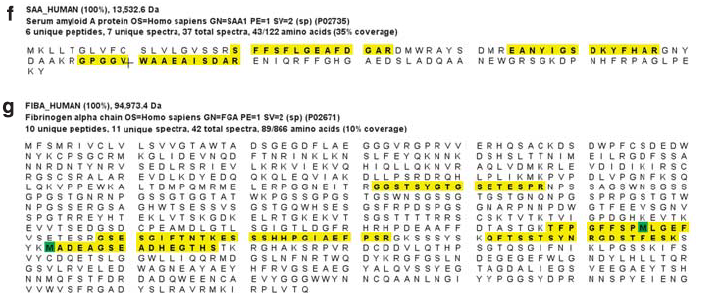 f SAA_HUMAN (100%), 13,532.6 Da
Serum amyloid A protein OS=Homo sapiens GN=SAA1 PE=1 SV=2 (sp) (P02735)
6 unique peptides, 7 unique spectra, 37 total spectra, 43/122 amino acids (35% coverage)
MKLLTGLVFC SLVLGVSSRS FFSFLGEAFD GARDMWRAYS DMREANYIGS DKYFHARGNY
DAAKRGPGGV WAAEAISDAR ENIQRFFGHG AEDSLADQAA NEWGRSGKDP NHFRPAGLPE
KY
g FIBA_HUMAN (100%), 94,973.4 Da
Fibrinogen alpha chain OS=Homo sapiens GN=FGA PE=1 SV=2 (sp) (P02671)
10 unique peptides, 11 unique spectra, 42 total spectra, 89/866 amino acids (10% coverage)
MFSMRIVCLV LSVVGTAWTA DSGEGDFLAE GGGVRGPRVV ERHQSACKDS DWPFCSDEDW
NYKCPSGCRM KGLIDEVNQD FTNRINKLKN SLFEYQKNNK DSHSLTTNIM EILRGDFSSA
NNRDNTYNRV SEDLRSRIEV LKRKVIEKVQ HIQLLQKNVR AQLVDMKRLE VDIDIKIRSC
RGSCSRALAR EVDLKDYEDQ QKQLEQVIAK DLLPSRDRQH LPLIKMKPVP DLVPGNFKSQ
LQKVPPEWKA LTDMPQMRME LERPGGNEIT RGGSTSYGTG SETESPRNPS SAGSWNSGSS
GPGSTGNRNP GSSGTGGTAT WKPGSSGPGS TGSWNSGSSG TGSTGNQNPG SPRPGSTGTW
NPGSSERGSA GHWTSESSVS GSTGQWHSES GSFRPDSPGS GNARPNNPDW GTFEEVSGNV
SPGTRREYHT EKLVTSKGDK ELRTGKEKVT SGSTTTTRRS CSKTVTKTVI GPDGHKEVTK
EVVTSEDGSD CPEAMDLGTL SGIGTLDGFR HRHPDEAAFF DTASTGKTFP GFFSPMLGEF
VSETESRGSE SGIFTNTKES SSHHPGIAEF PSRGKSSSYS KQFTSSTSYN RGDSTFESKS
YKMADEAGSE ADHEGTHSTK RGHAKSRPVR DCDDVLQTHP SGTQSGIFNI KLPGSSKIFS
VYCDQETSLG GWLLIQQRMD GSLNFNRTWQ DYKRGFGSLN DEGEGEFWLG NDYLHLLTQR
GSVLRVELED WAGNEAYAEY HFRVGSEAEG YALQVSSYEG TAGDALIEGS VEEGAEYTSH
NNMQFSTFDR DADQWEENCA EVYGGGWWYN NCQAANLNGI YYPGGSYDPR NNSPYEIENG
VVWVSFRGAD YSLRAVRMKI RPLVTQ